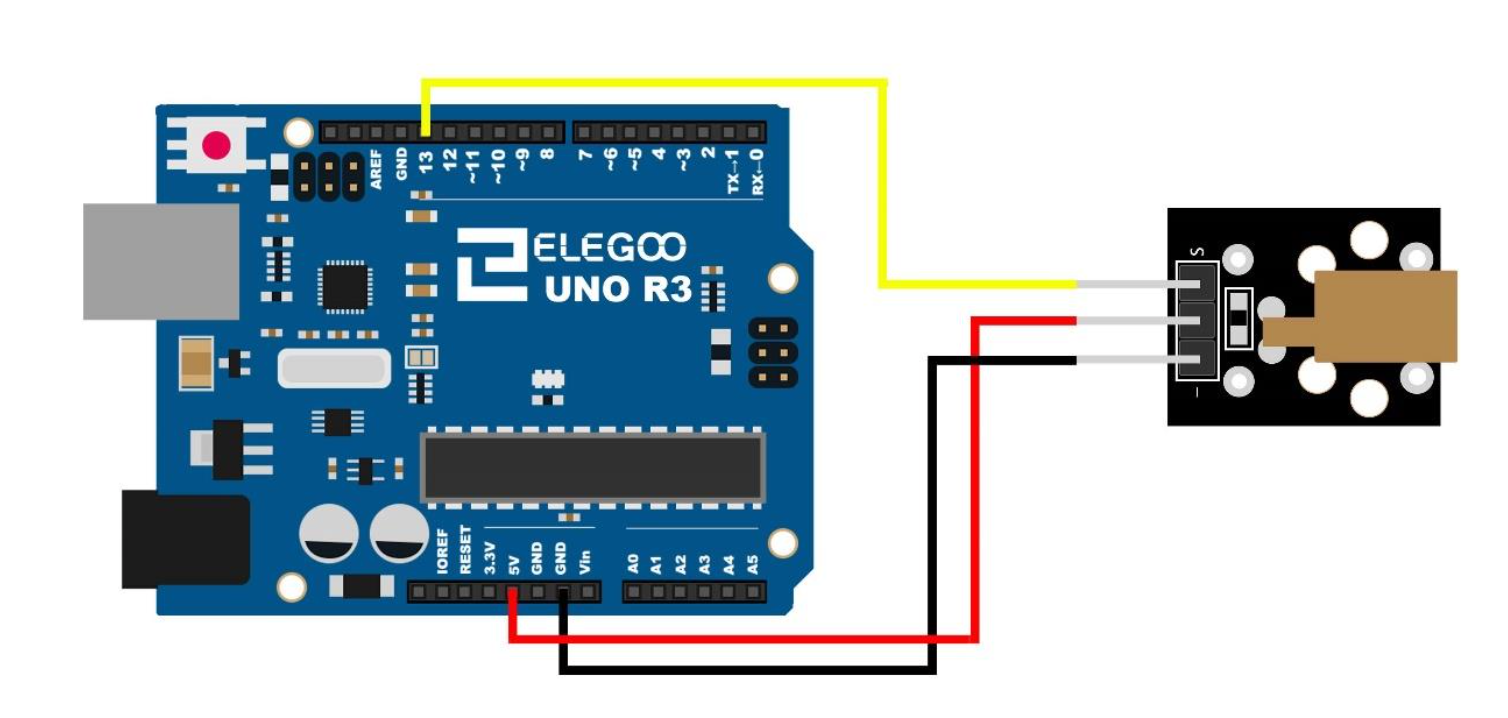 AREF
GND
13
12
~11
~10
~9
8
7
~6
~5
4
~3
2
TX→1
RX←0
ELEGOO
UNO R3
S
–
IOREF
RESET
3.3V
5V
GND
GND
Vin
A0
A1
A2
A3
A4
A5